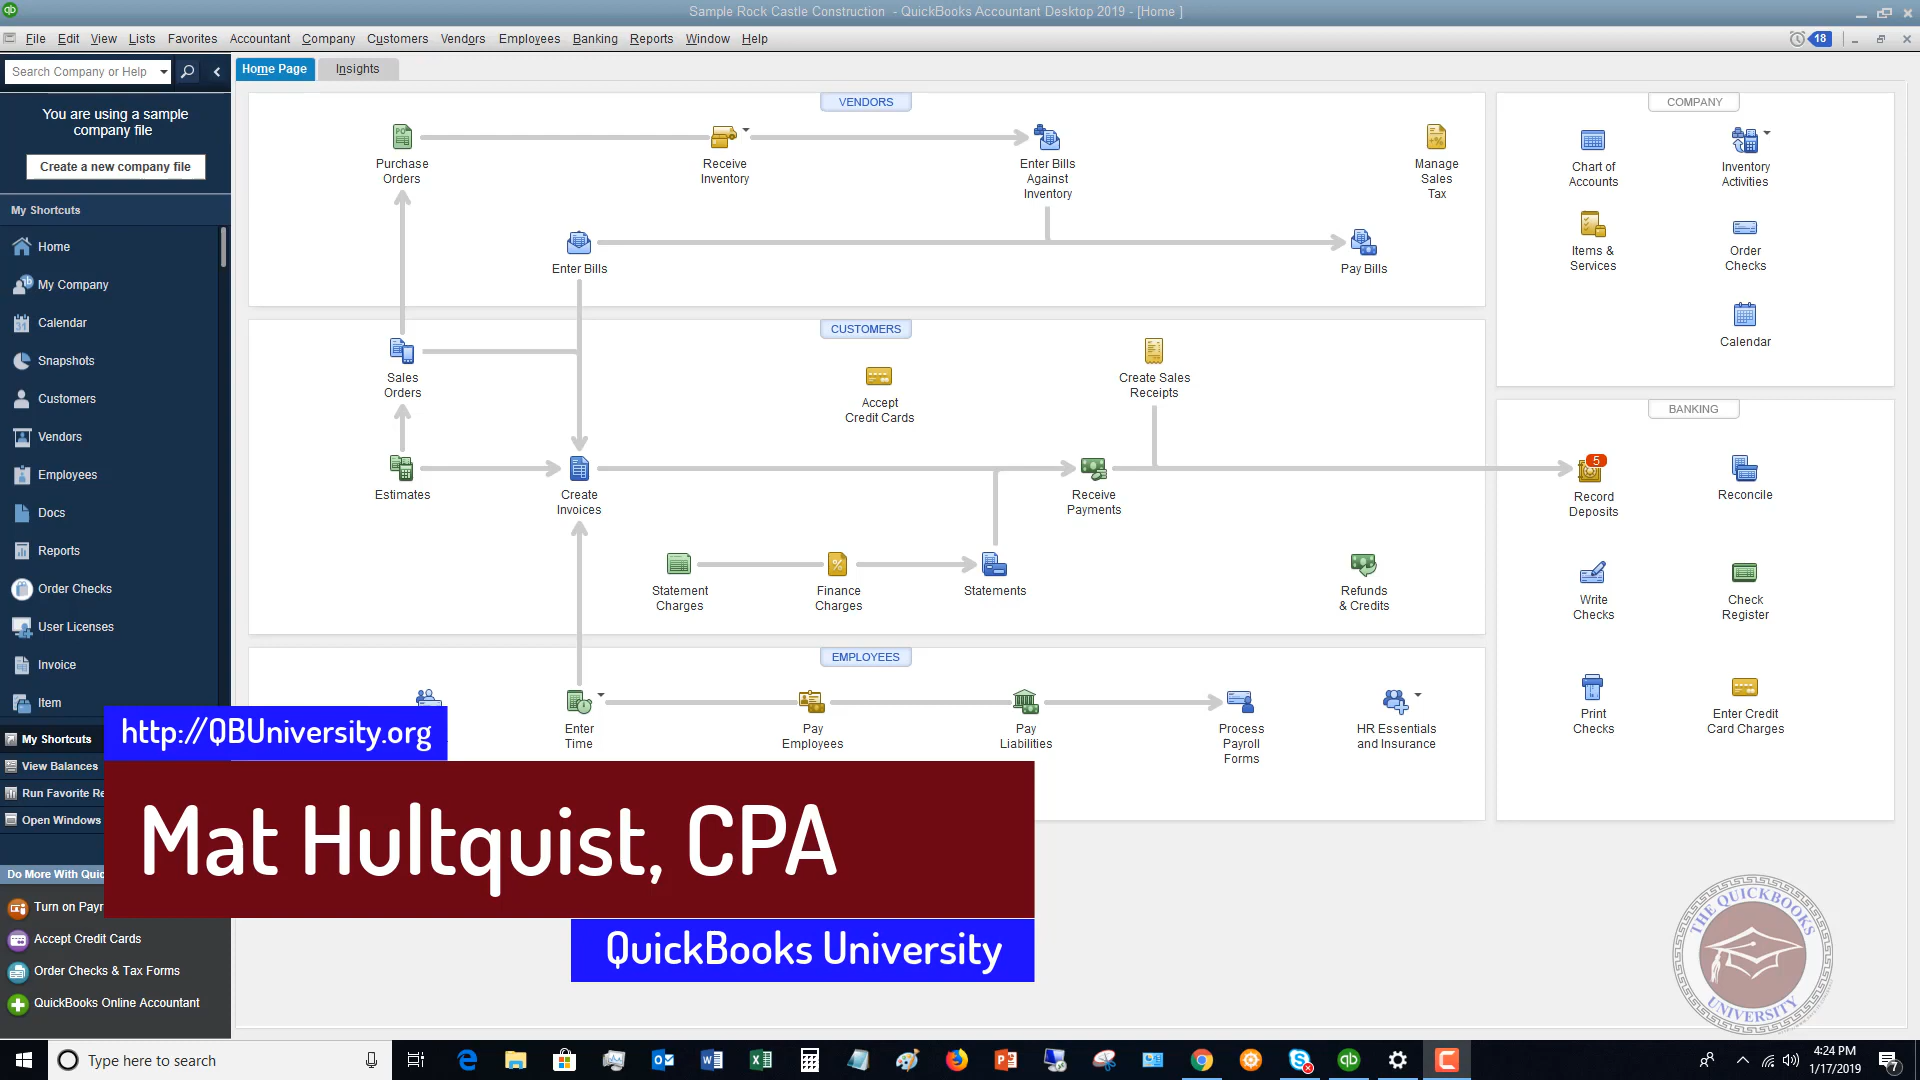 Sample Rock Castle Construction - QuickBooks Accountant Desktop 2019 - [Home ]
File Edit View Lists Favorites Accountant Company Customers Vendors Employees Banking Reports Window Help
18
Search Company or Help
Home Page
Insights
You are using a sample
company file
Create a new company file
My Shortcuts
Home
My Company
Calendar
Snapshots
Customers
Vendors
Employees
Docs
Reports
Order Checks
User Licenses
Invoice
Item
My Shortcuts
View Balances
Run Favorite Re
Open Windows
Do More With Quic
Turn on Payr
Accept Credit Cards
Order Checks & Tax Forms
QuickBooks Online Accountant
VENDORS
Purchase
Orders
Receive
Inventory
Enter Bills
Against
Inventory
Manage
Sales
Tax
Enter Bills
Pay Bills
CUSTOMERS
Sales
Orders
Accept
Credit Cards
Create Sales
Receipts
Estimates
Create
Invoices
Receive
Payments
Statement
Charges
Finance
Charges
Statements
Refunds
& Credits
EMPLOYEES
Enter
Time
Pay
Employees
Pay
Liabilities
Process
Payroll
Forms
HR Essentials
and Insurance
COMPANY
Chart of
Accounts
Inventory
Activities
Items &
Services
Order
Checks
Calendar
BANKING
5
Record
Deposits
Reconcile
Write
Checks
Check
Register
Print
Checks
Enter Credit
Card Charges
http://QBUniversity.org
Mat Hultquist, CPA
QuickBooks University
THE QUICKBOOKS
UNIVERSITY
Type here to search
4:24 PM
1/17/2019
7